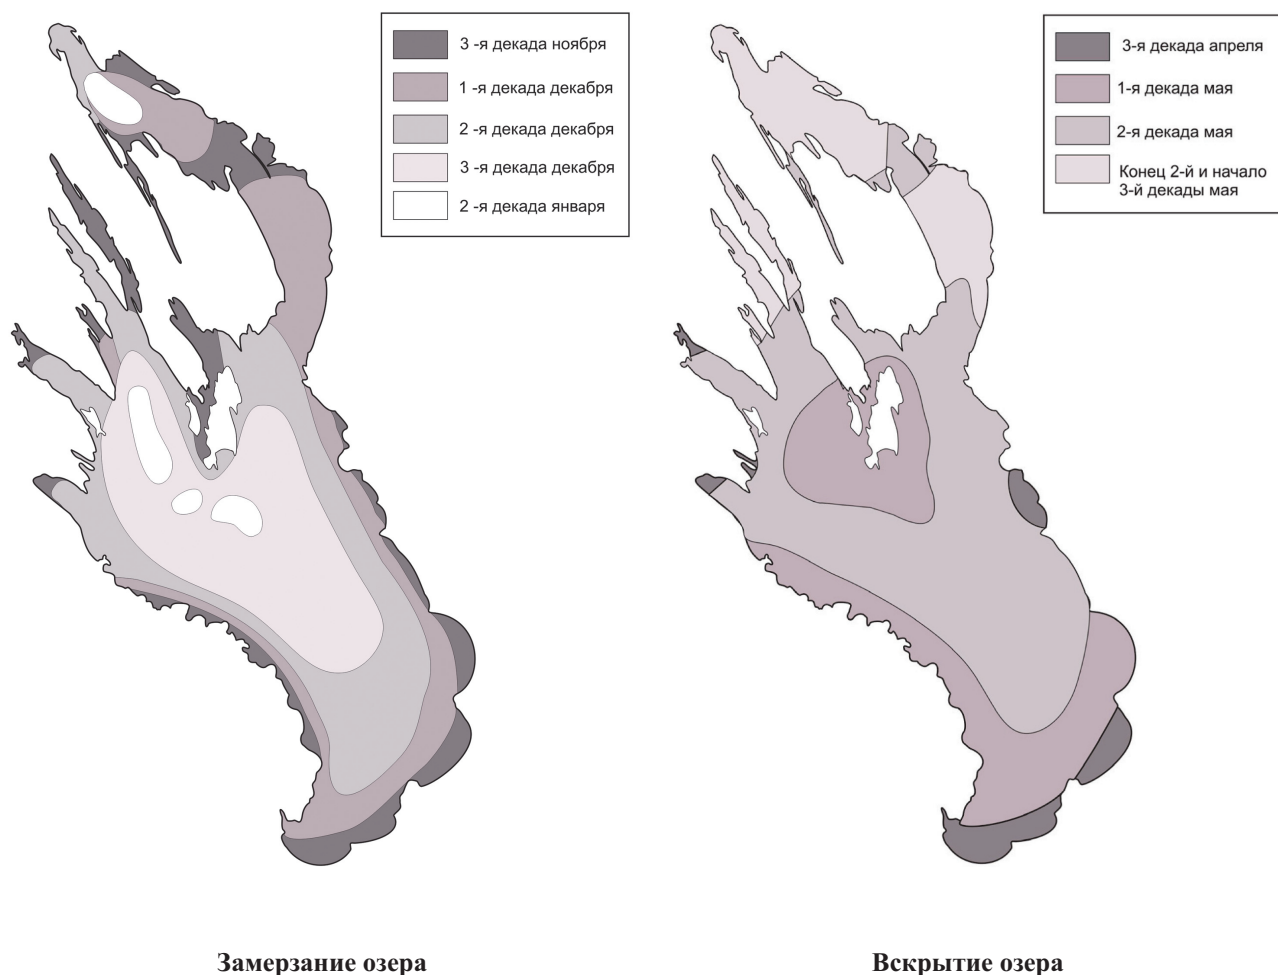 3 -я декада ноября
1 -я декада декабря
2 -я декада декабря
3 -я декада декабря
2 -я декада января
3-я декада апреля
1-я декада мая
2-я декада мая
Конец 2-й и начало
3-й декады мая
Замерзание озера
Вскрытие озера